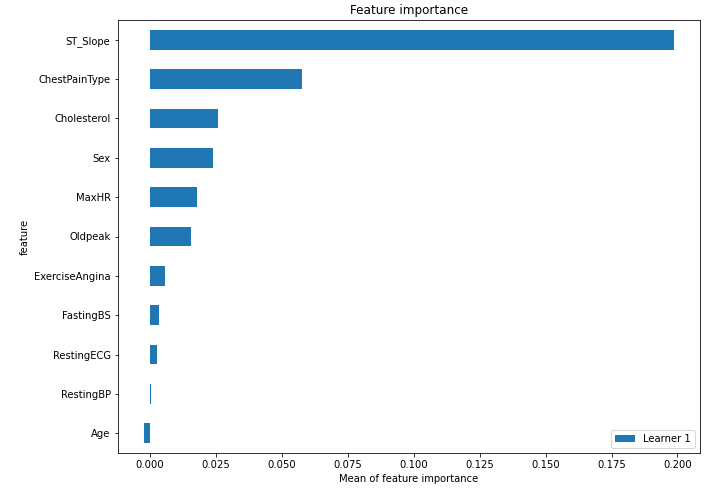 Feature importance
ST_Slope
ChestPainType
Cholesterol
Sex
MaxHR
Oldpeak
ExerciseAngina
FastingBS
RestingECG
RestingBP
Age
feature
Learner 1
0.000 0.025 0.050 0.075 0.100 0.125 0.150 0.175 0.200
Mean of feature importance